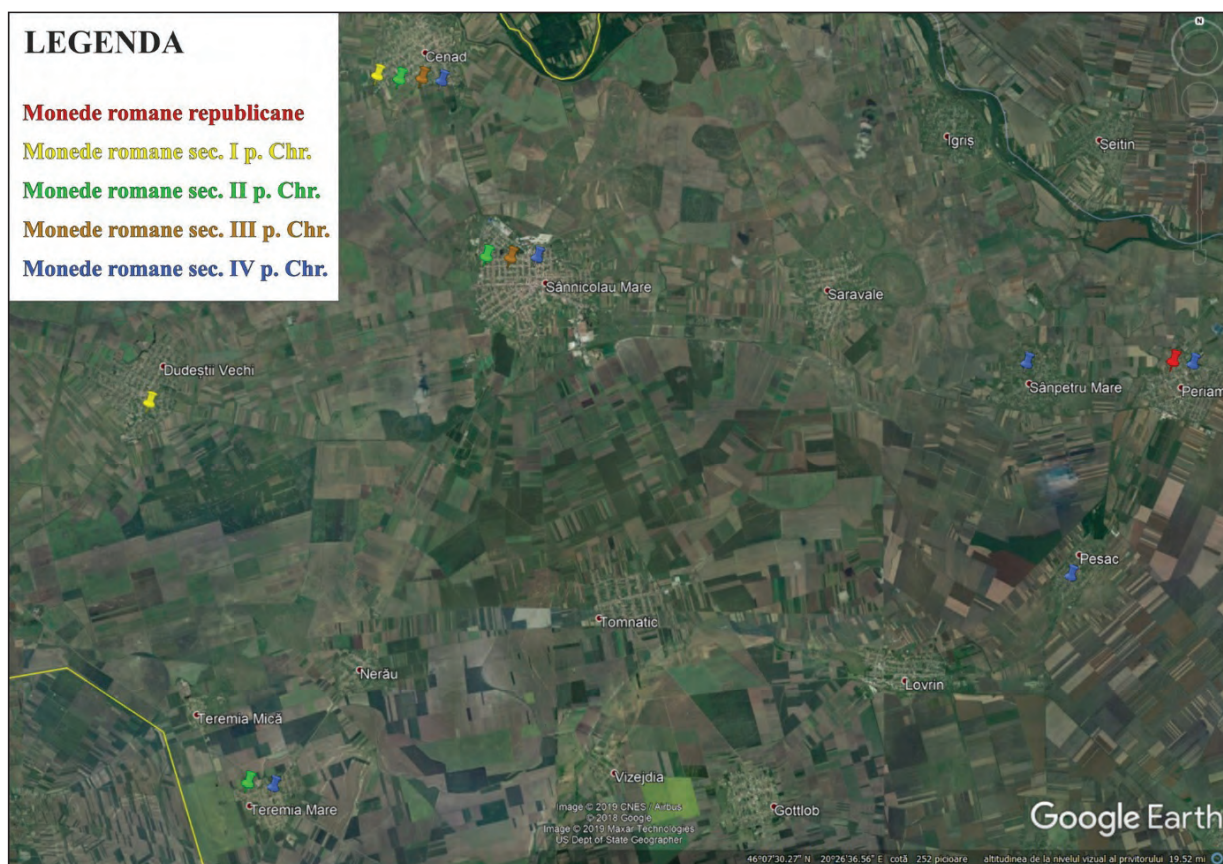 LEGENDA
Monede romane republicane
Monede romane sec. I p. Chr.
Monede romane sec. II p. Chr.
Monede romane sec. III p. Chr.
Monede romane sec. IV p. Chr.
N
Cenad
Igriș
Șeitin
Sânnicolau Mare
Saravale
Dudeștii Vechi
Sânpetru Mare
Periam
Pesac
Tomnatic
Nerău
Lovrin
Teremia Mică
Vizejdia
Teremia Mare
Gottlob
Image © 2019 CNES / Airbus
© 2018 Google
Image © 2019 Maxar Technologies
US Dept of State Geographer
Google Earth
46°07'30.27" N 20°26'36.56" E cotă 252 picioare altitudinea de la nivelul vizual al privitorului 19.52 mi